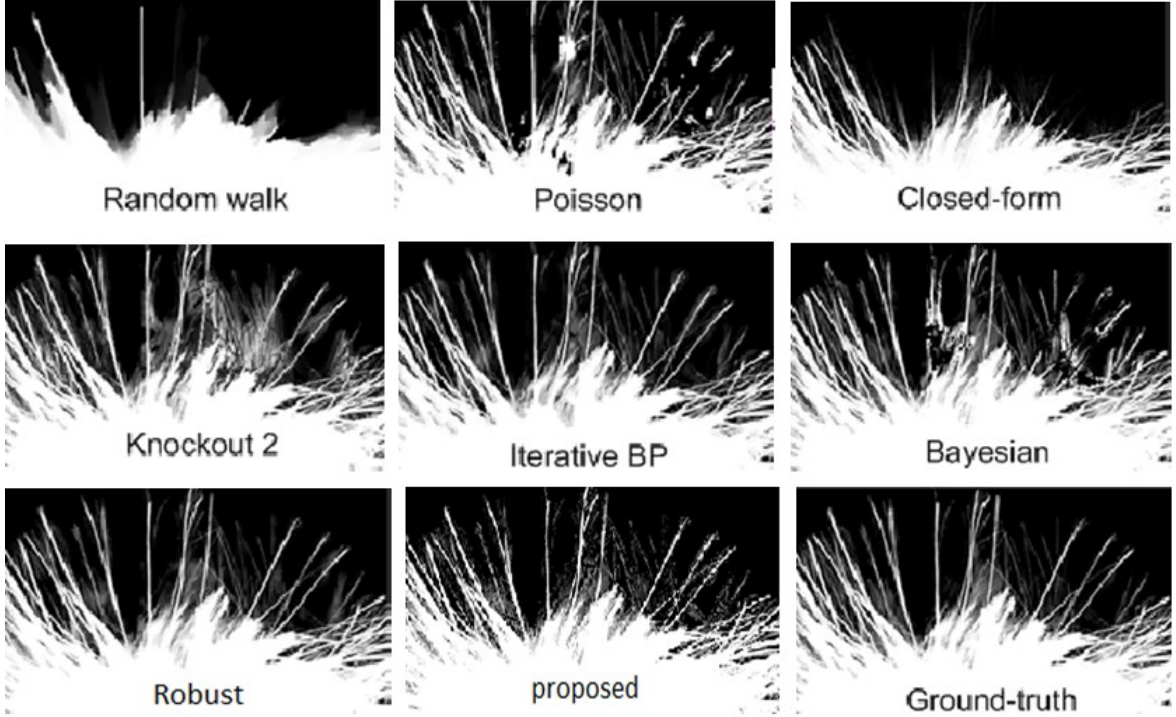 Random walk
Poisson
Closed-form
Knockout 2
Iterative BP
Bayesian
Robust
proposed
Ground-truth